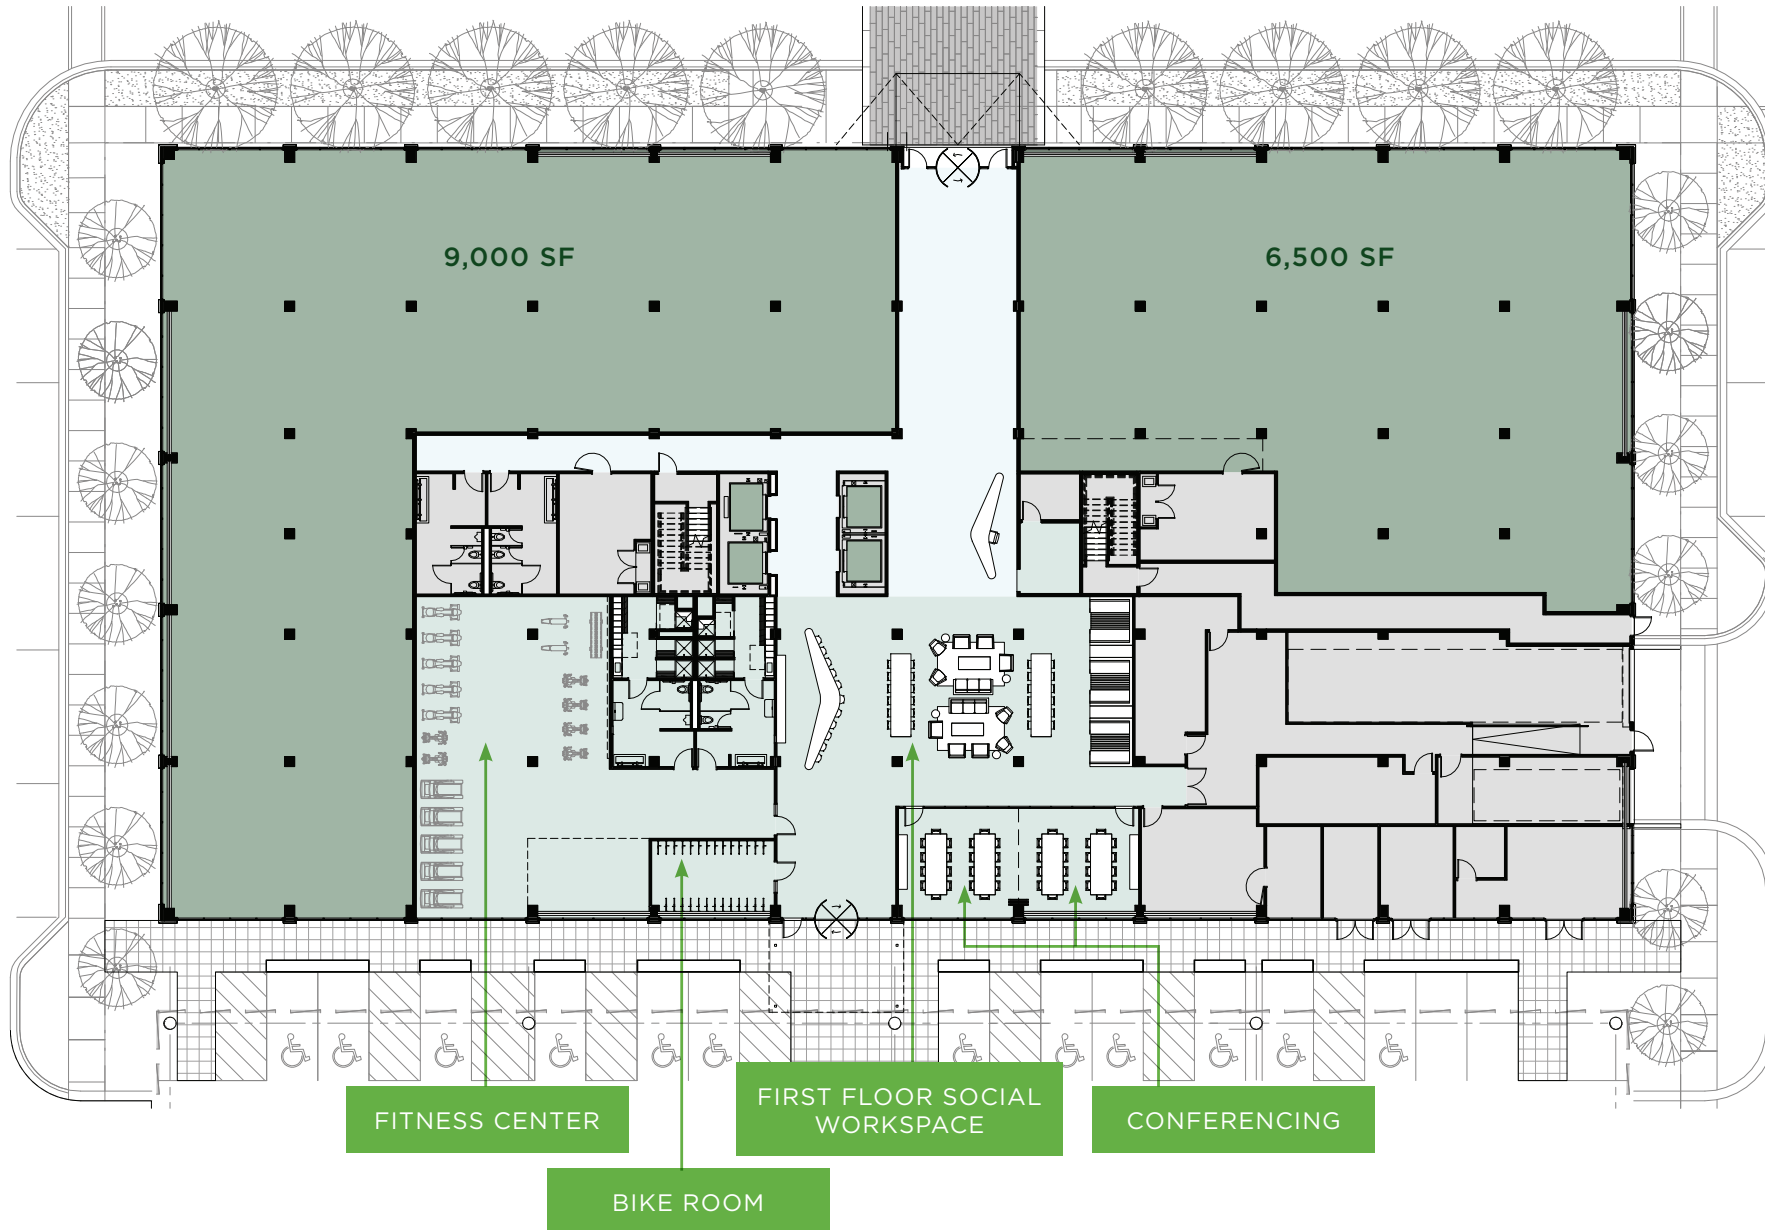 9,000 SF
6,500 SF
FITNESS CENTER
FIRST FLOOR SOCIAL
WORKSPACE
CONFERENCING
BIKE ROOM